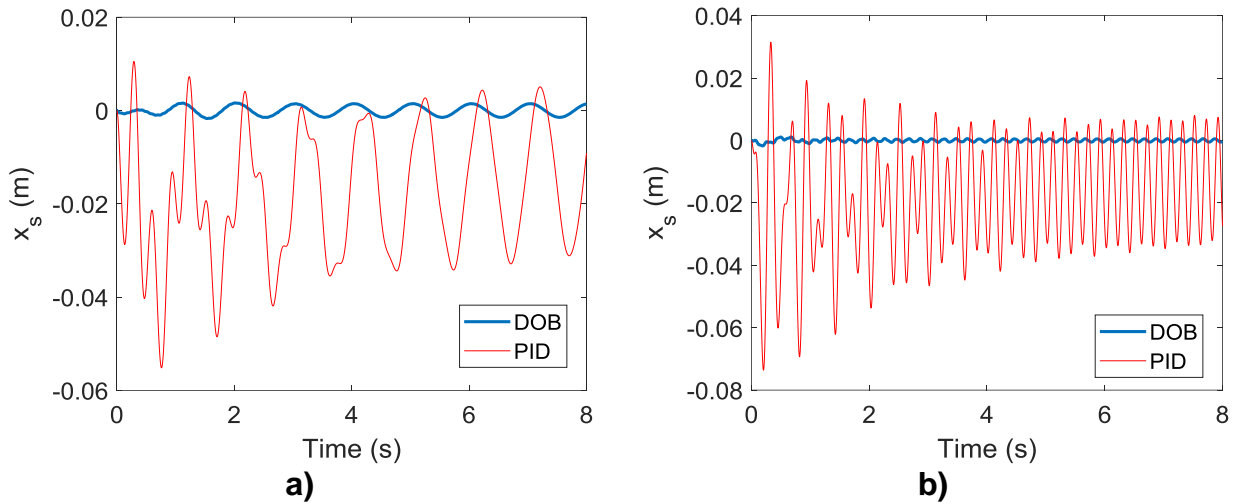 0.02
0
-0.02
-0.04
-0.06
x_s (m)
0 2 4 6 8
Time (s)
DOB
PID
a)
0.04
0.02
0
-0.02
-0.04
-0.06
-0.08
x_s (m)
0 2 4 6 8
Time (s)
DOB
PID
b)